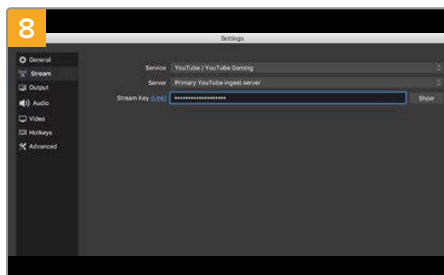 8
Settings
General
Stream
Output
Audio
Video
Hotkeys
Advanced
Service YouTube / YouTube Gaming
Server Primary YouTube ingest server
Stream Key (Link) •••••••••••••••••••• Show